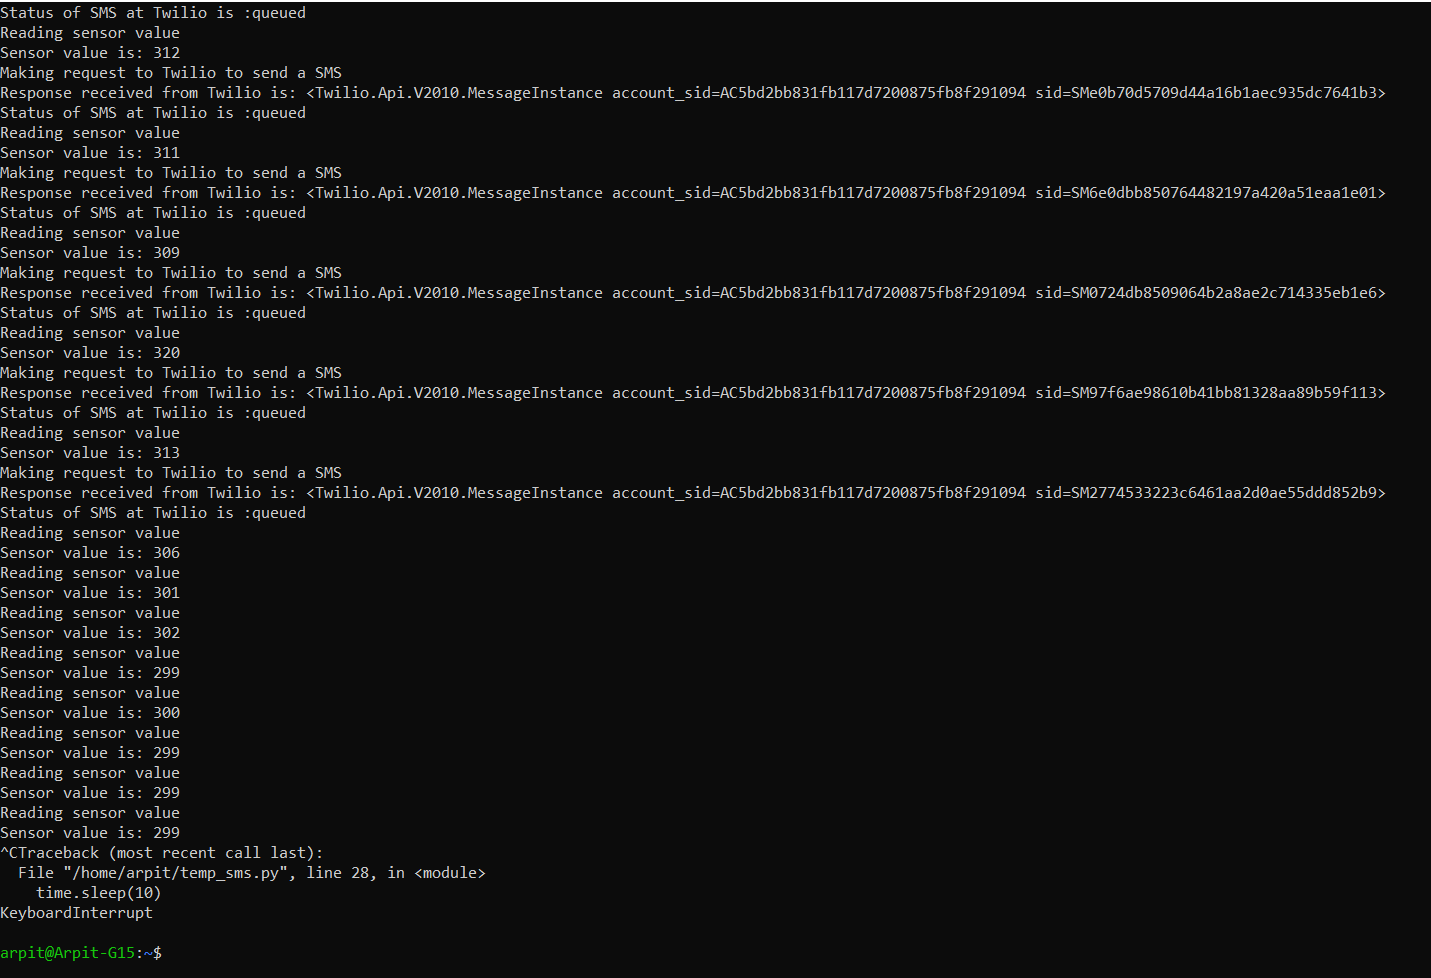 Status of SMS at Twilio is :queued
Reading sensor value
Sensor value is: 312
Making request to Twilio to send a SMS
Response received from Twilio is: <Twilio.Api.V2010.MessageInstance account_sid=AC5bd2bb831fb117d7200875fb8f291094 sid=SMe0b70d5709d44a16b1aec935dc7641b3>
Status of SMS at Twilio is :queued
Reading sensor value
Sensor value is: 311
Making request to Twilio to send a SMS
Response received from Twilio is: <Twilio.Api.V2010.MessageInstance account_sid=AC5bd2bb831fb117d7200875fb8f291094 sid=SM6e0dbb850764482197a420a51eaa1e01>
Status of SMS at Twilio is :queued
Reading sensor value
Sensor value is: 309
Making request to Twilio to send a SMS
Response received from Twilio is: <Twilio.Api.V2010.MessageInstance account_sid=AC5bd2bb831fb117d7200875fb8f291094 sid=SM0724db8509064b2a8ae2c714335eb1e6>
Status of SMS at Twilio is :queued
Reading sensor value
Sensor value is: 320
Making request to Twilio to send a SMS
Response received from Twilio is: <Twilio.Api.V2010.MessageInstance account_sid=AC5bd2bb831fb117d7200875fb8f291094 sid=SM97f6ae98610b41bb81328aa89b59f113>
Status of SMS at Twilio is :queued
Reading sensor value
Sensor value is: 313
Making request to Twilio to send a SMS
Response received from Twilio is: <Twilio.Api.V2010.MessageInstance account_sid=AC5bd2bb831fb117d7200875fb8f291094 sid=SM2774533223c6461aa2d0ae55ddd852b9>
Status of SMS at Twilio is :queued
Reading sensor value
Sensor value is: 306
Reading sensor value
Sensor value is: 301
Reading sensor value
Sensor value is: 302
Reading sensor value
Sensor value is: 299
Reading sensor value
Sensor value is: 300
Reading sensor value
Sensor value is: 299
Reading sensor value
Sensor value is: 299
Reading sensor value
Sensor value is: 299
^CTraceback (most recent call last):
  File "/home/arpit/temp_sms.py", line 28, in <module>
    time.sleep(10)
KeyboardInterrupt
arpit@Arpit-G15:~$